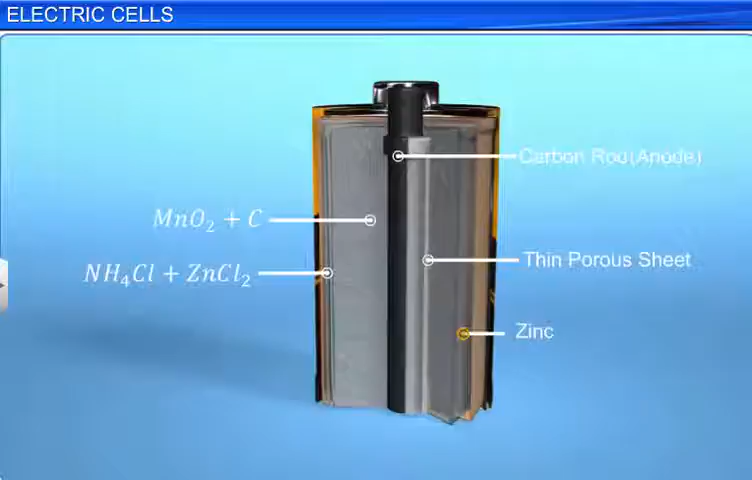 ELECTRIC CELLS
Carbon Rod(Anode)
MnO₂ + C
Thin Porous Sheet
NH₄Cl + ZnCl₂
Zinc